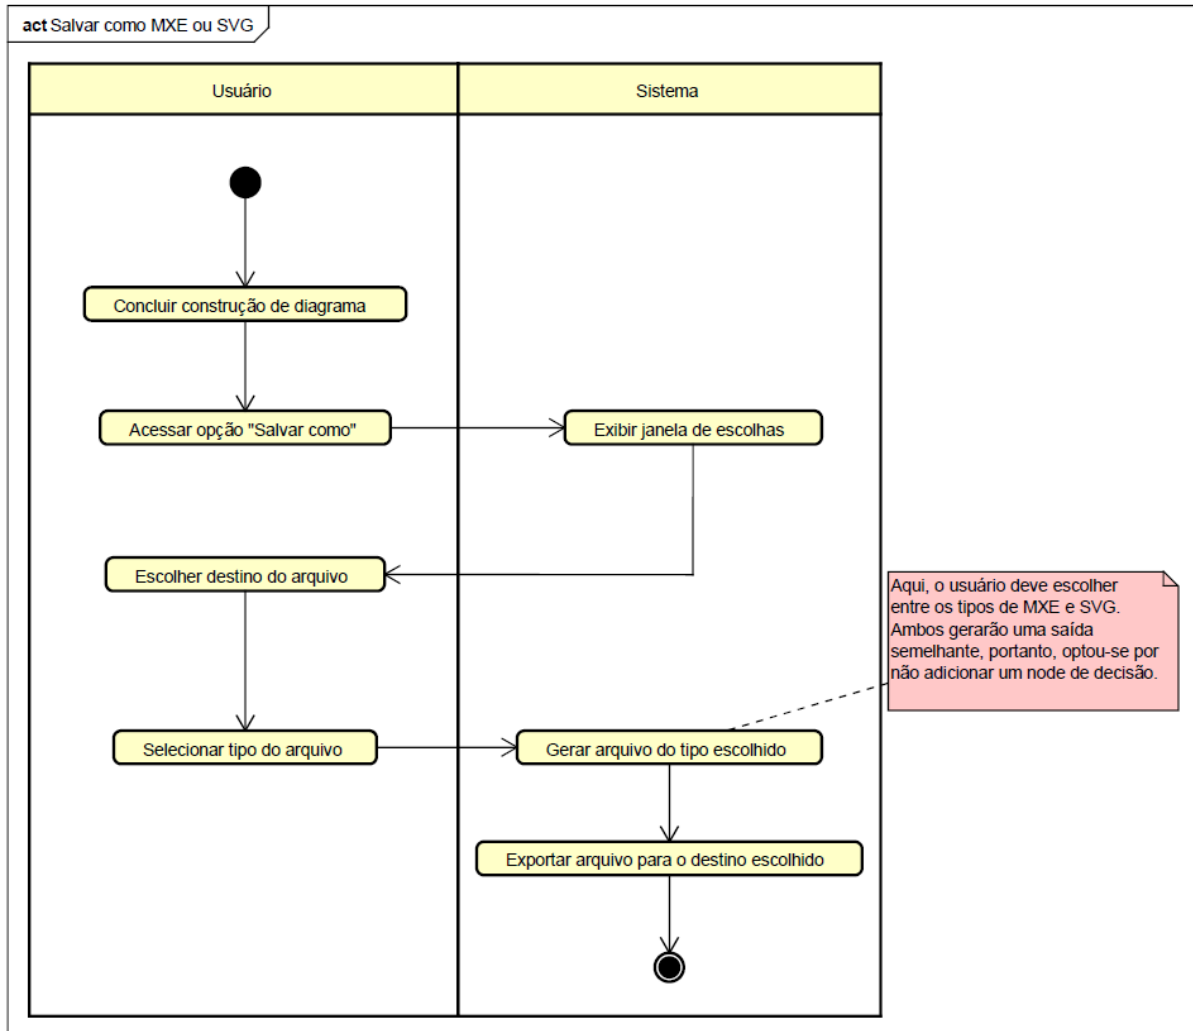 act Salvar como MXE ou SVG
Usuário
Sistema
Concluir construção de diagrama
Acessar opção "Salvar como"
Exibir janela de escolhas
Escolher destino do arquivo
Aqui, o usuário deve escolher
entre os tipos de MXE e SVG.
Ambos gerarão uma saída
semelhante, portanto, optou-se por
não adicionar um node de decisão.
Selecionar tipo do arquivo
Gerar arquivo do tipo escolhido
Exportar arquivo para o destino escolhido